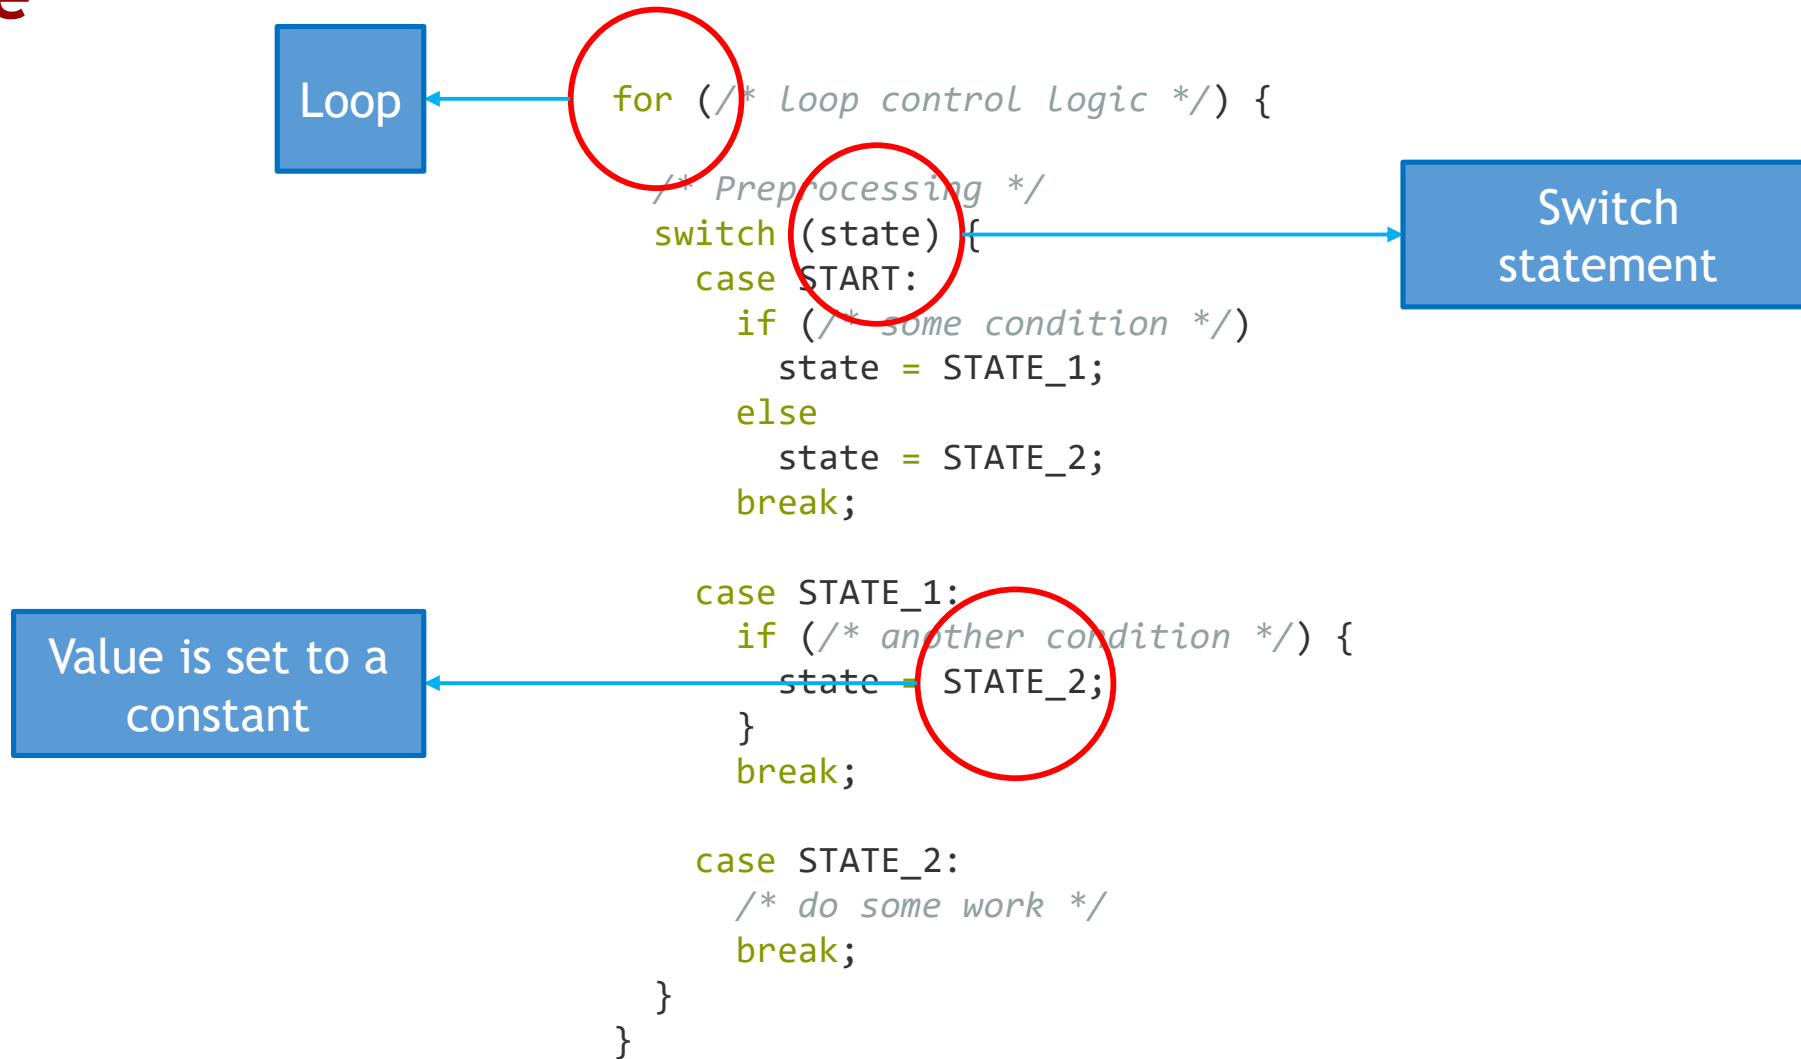 e
Loop
for (/* loop control logic */) {
/* Preprocessing */
switch (state) {
Switch
statement
case START:
if (/* some condition */)
state = STATE_1;
else
state = STATE_2;
break;
case STATE_1:
if (/* another condition */) {
Value is set to a
constant
state = STATE_2;
}
break;
case STATE_2:
/* do some work */
break;
}
}